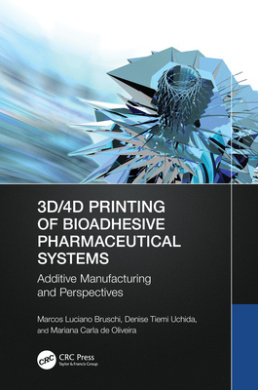 3D/4D PRINTING
OF BIOADHESIVE
PHARMACEUTICAL
SYSTEMS
Additive Manufacturing
and Perspectives
Marcos Luciano Bruschi, Denise Tiemi Uchida,
and Mariana Carla de Oliveira
CRC
CRC Press
Taylor & Francis Group